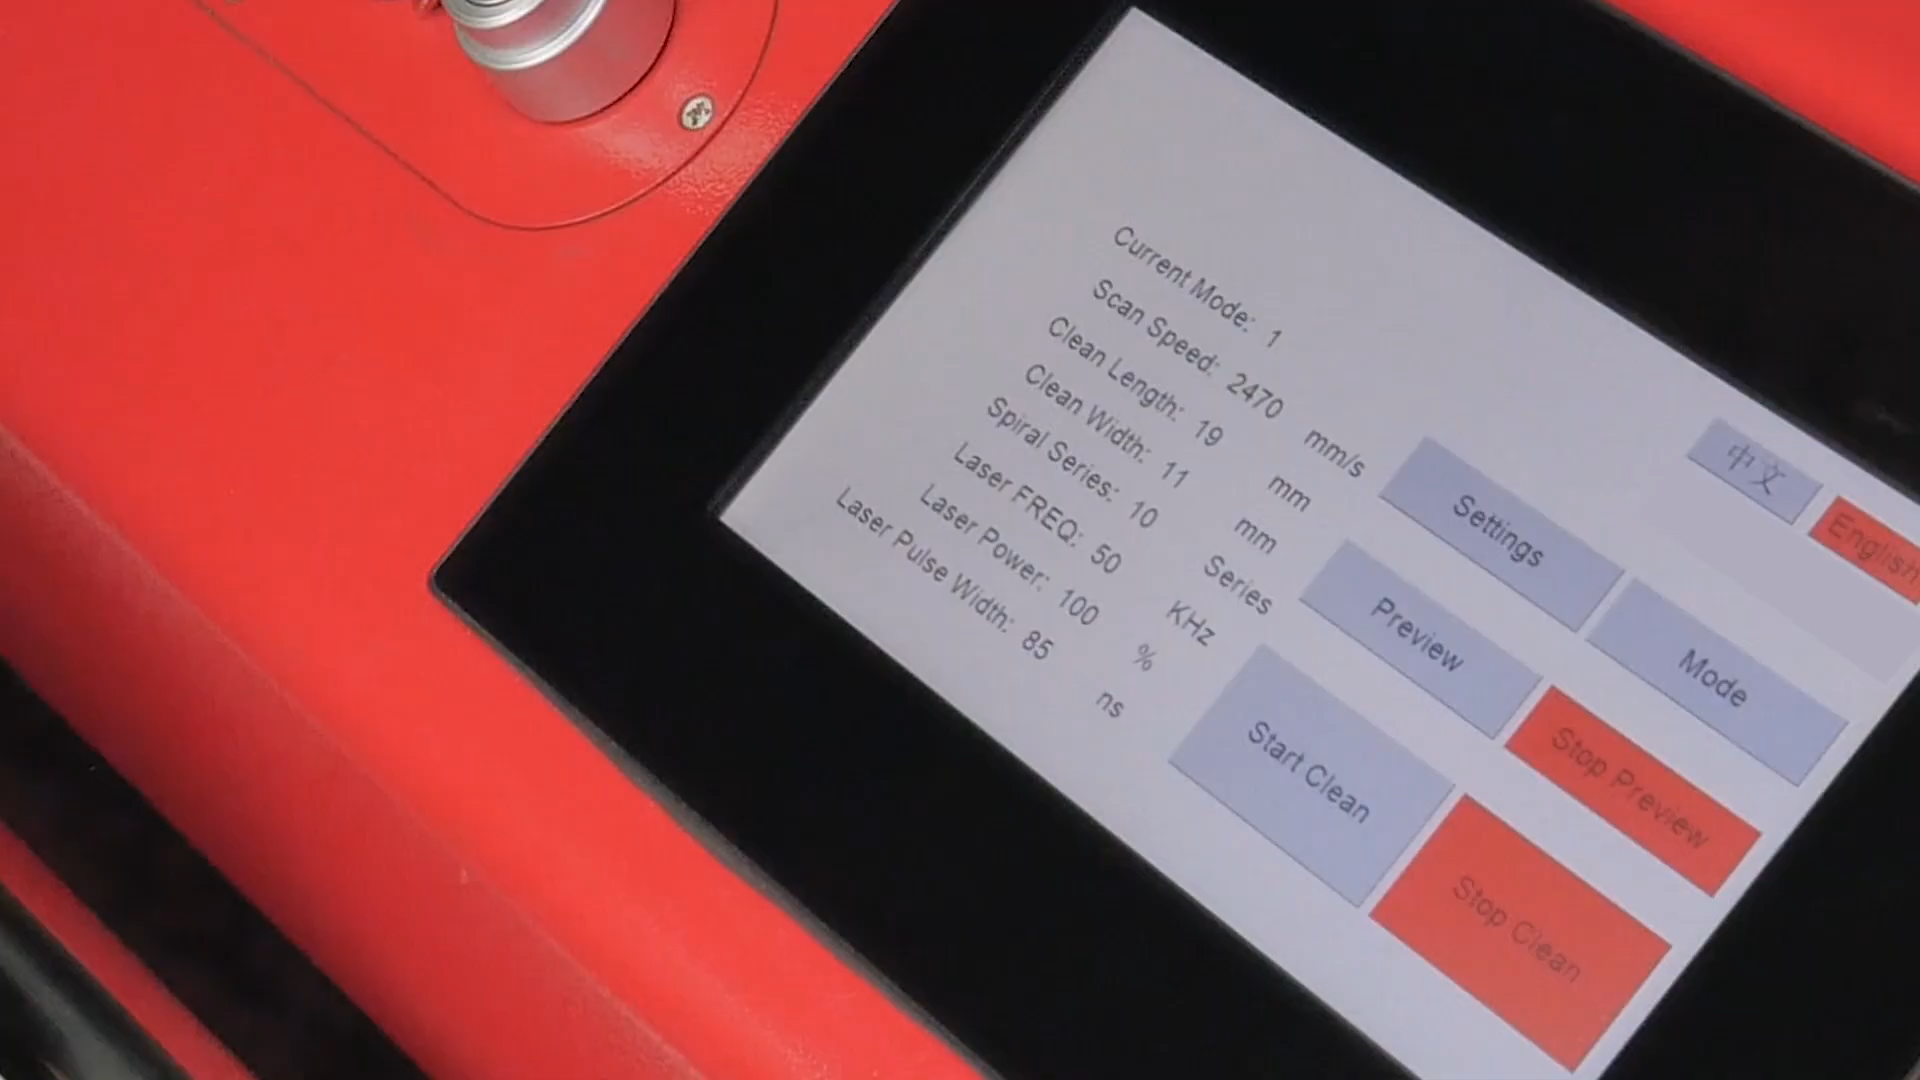 Current Mode: 1
Scan Speed: 2470 mm/s
Clean Length: 19 mm
Clean Width: 11 mm
Spiral Series: 10 Series
Laser FREQ: 50 KHz
Laser Power: 100 %
Laser Pulse Width: 85 ns
中文
English
Settings
Mode
Preview
Stop Preview
Start Clean
Stop Clean